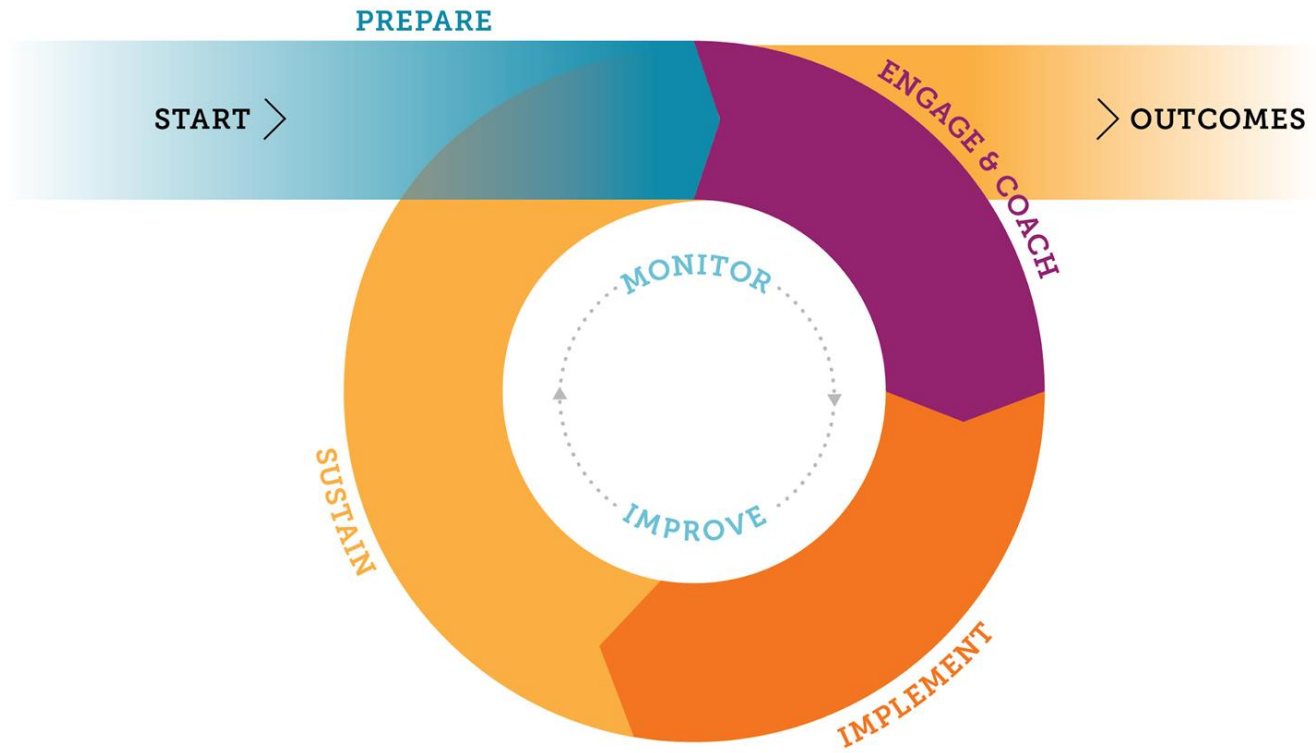 PREPARE
START
OUTCOMES
ENGAGE & COACH
MONITOR
IMPROVE
SUSTAIN
IMPLEMENT